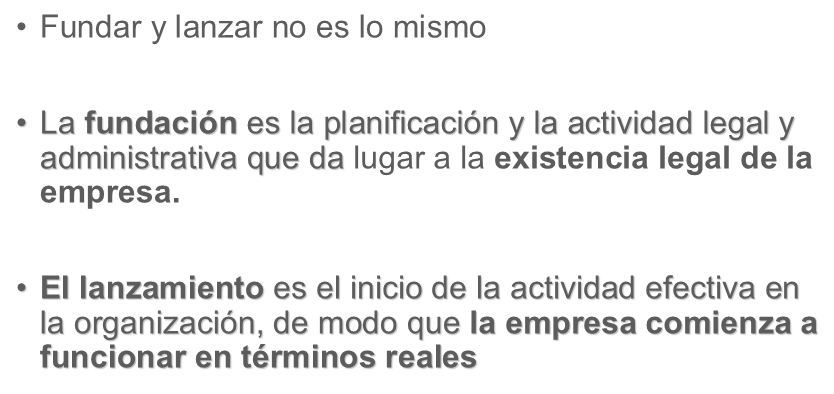 • Fundar y lanzar no es lo mismo
• La fundación es la planificación y la actividad legal y
administrativa que da lugar a la existencia legal de la
empresa.
• El lanzamiento es el inicio de la actividad efectiva en
la organización, de modo que la empresa comienza a
funcionar en términos reales